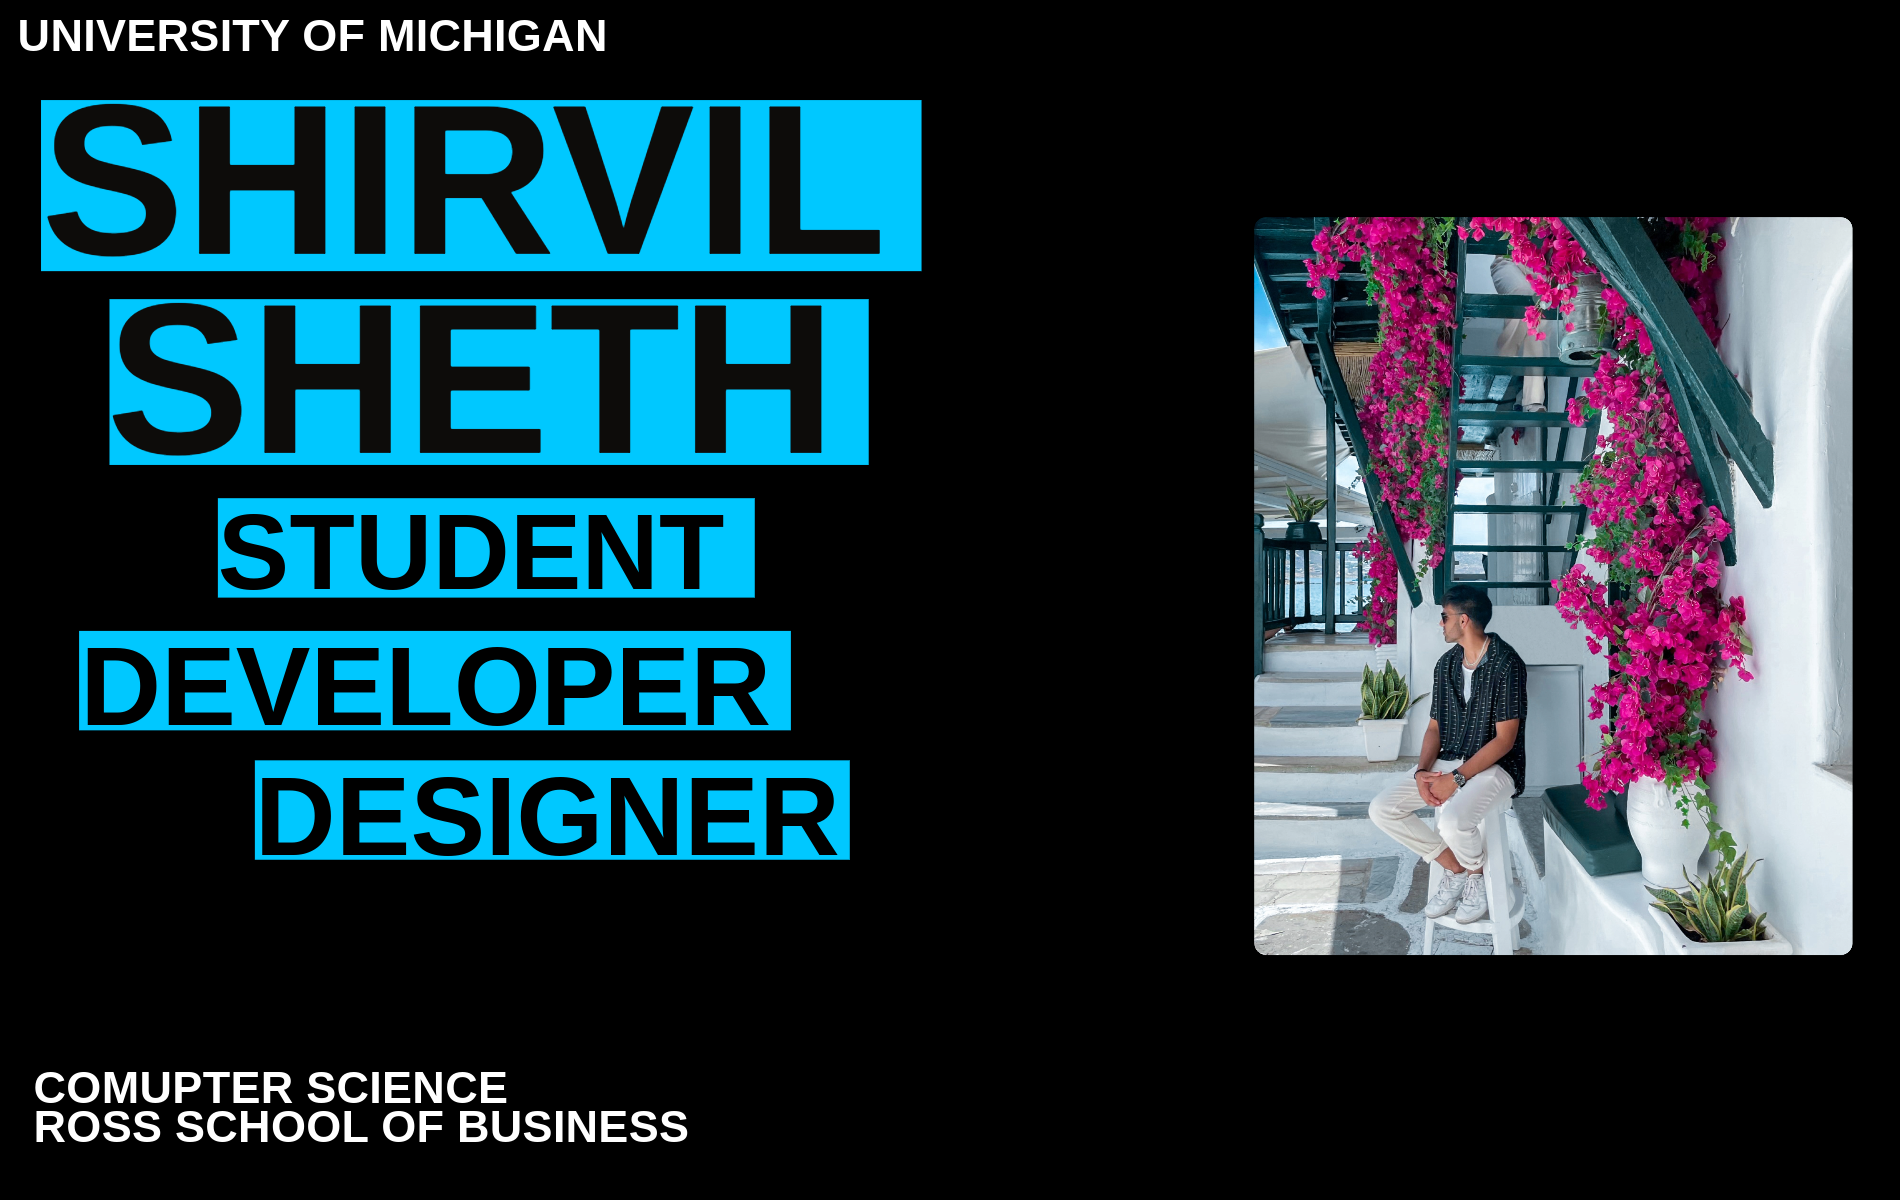 UNIVERSITY OF MICHIGAN
SHIRVIL
SHETH
STUDENT
DEVELOPER
DESIGNER
COMUPTER SCIENCE
ROSS SCHOOL OF BUSINESS